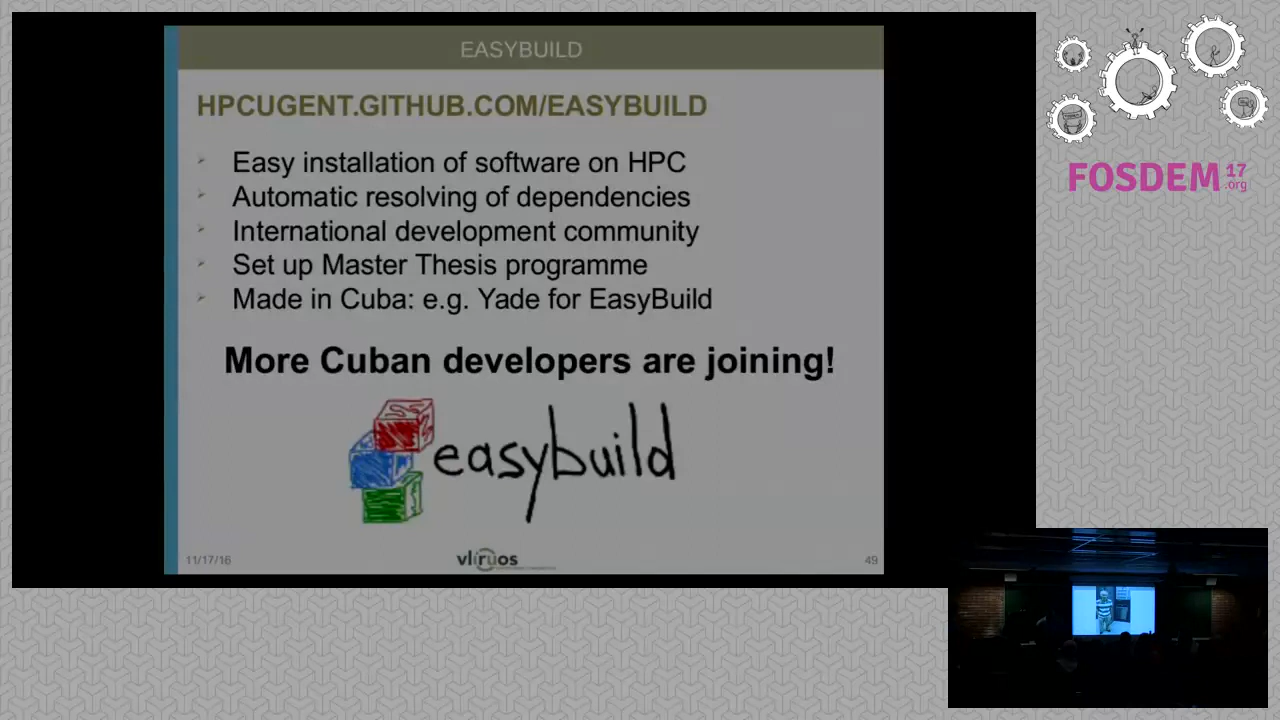 EASYBUILD
HPCUGENT.GITHUB.COM/EASYBUILD
Easy installation of software on HPC
Automatic resolving of dependencies
International development community
Set up Master Thesis programme
Made in Cuba: e.g. Yade for EasyBuild
More Cuban developers are joining!
easybuild
11/17/16
vliruos
49
FOSDEM 17
.org